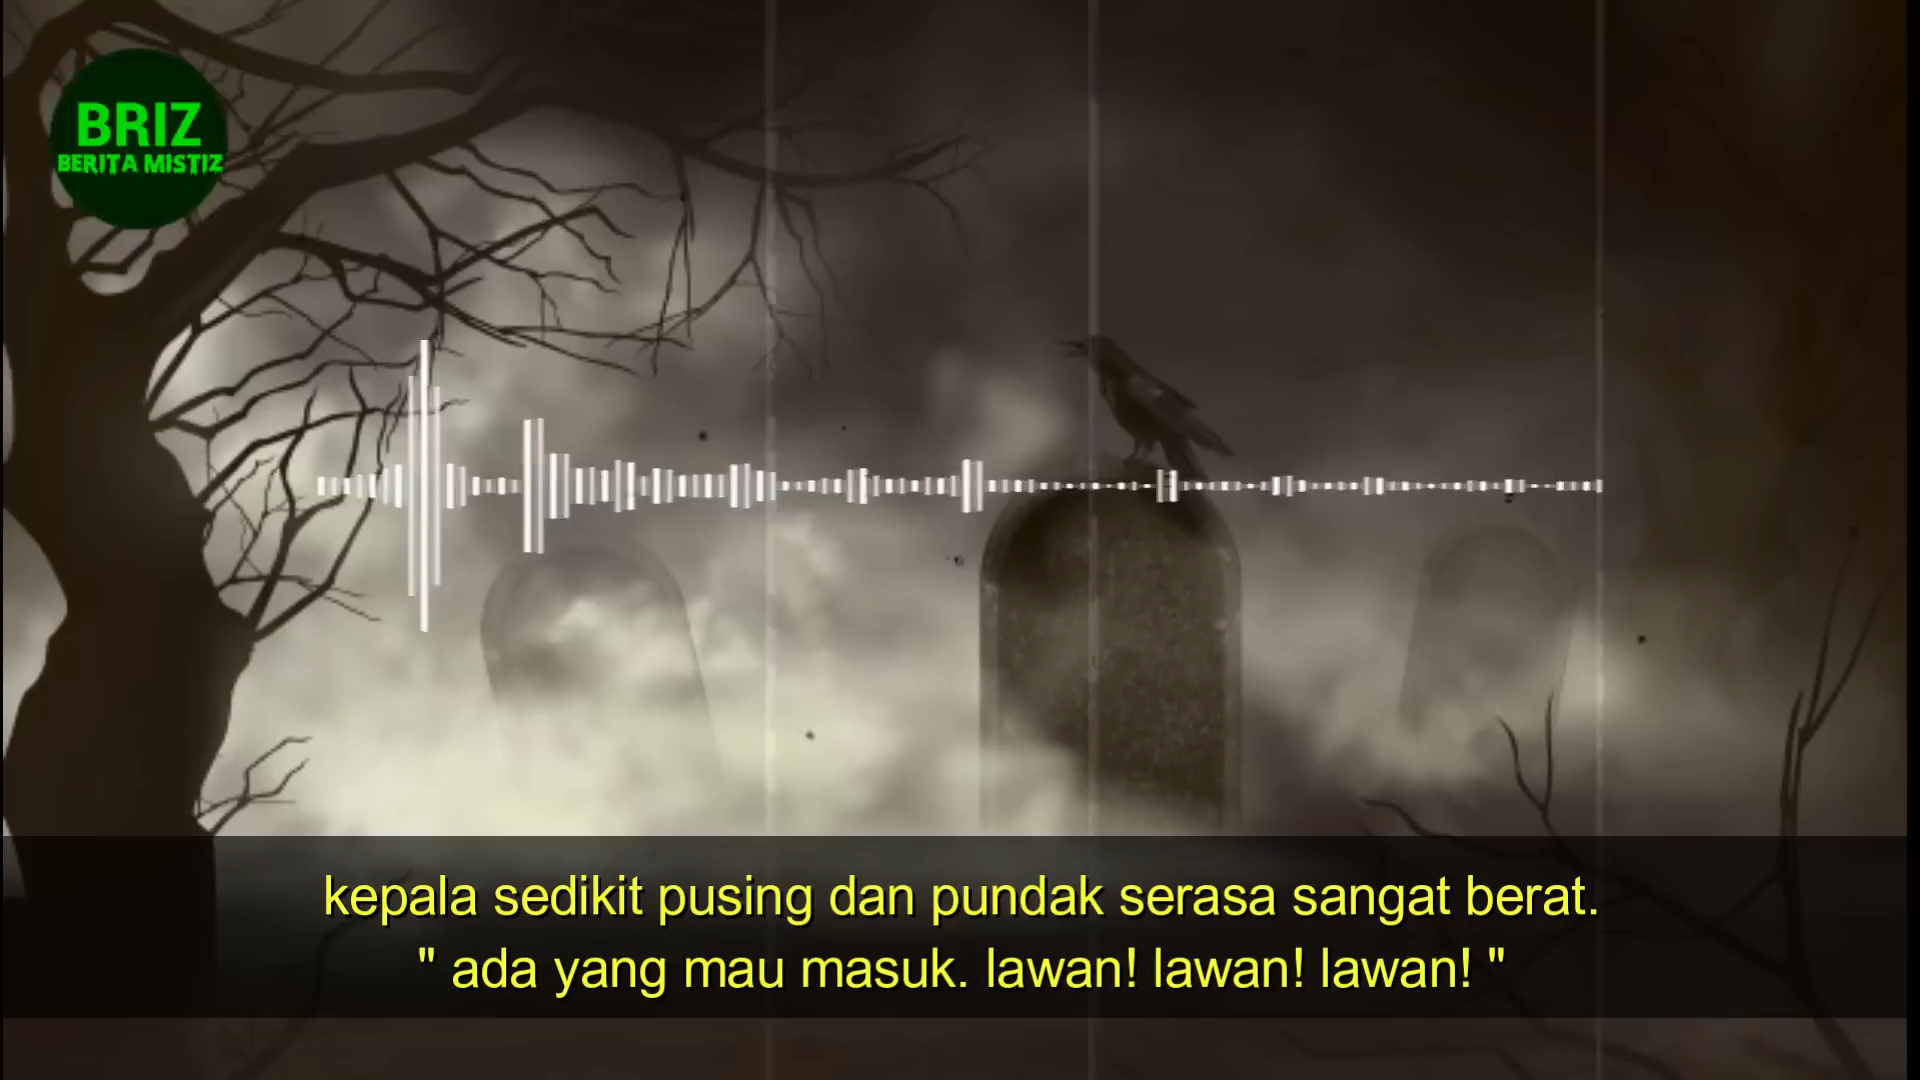 BRIZ
BERITA MISTIZ
kepala sedikit pusing dan pundak serasa sangat berat.
" ada yang mau masuk. lawan! lawan! lawan! "